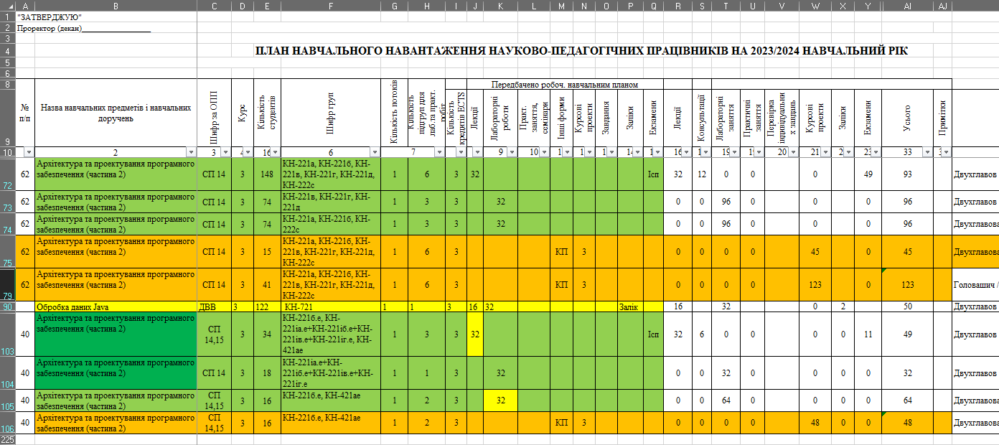 A B C D E F G H I J K L M N O P Q R S T U V W X Y AI AJ
1 "ЗАТВЕРДЖУЮ"
2 Проректор (декан)
3
4 ПЛАН НАВЧАЛЬНОГО НАВАНТАЖЕННЯ НАУКОВО-ПЕДАГОГІЧНИХ ПРАЦІВНИКІВ НА 2023/2024 НАВЧАЛЬНИЙ РІК
5
6
8 Передбачено робоч. навчальним планом
9
№ п/п
Назва навчальних предметів і навчальних
доручень
Шифр за ОПП
Курс
Кількість
студентів
Шифр груп
Кількість потоків
Кількість
підгруп для
лаб.та практ.
робіт
Кількість
кредитів ECTS
Лекції
Лабораторні
роботи
Практ.
заняття,
семінари
Інші форми
Курсові
проекти
Завдання
Заліки
Екзамени
Лекції
Консультації
Лабораторні
заняття
Практичні
заняття
Перевірка
індивідуальни
х завдань
Курсові
проекти
Заліки
Екзамени
Усього
Примітки
10 2 3 4 16 6 7 9 10 1 1 1 14 1 16 1 19 1 20 21 2 23 33 3
Архітектура та проектування програмного КН-221а, КН-221б, КН-
62 забезпечення (частина 2) СП 14 3 148 221в, КН-221г, КН-221д, 1 6 3 32 Ісп 32 12 0 0 0 49 93 Двухглавов
72 КН-222с
Архітектура та проектування програмного КН-221в, КН-221г, КН-
62 забезпечення (частина 2) СП 14 3 74 221д 1 3 3 32 0 0 96 0 0 0 96 Двухглавов
73
Архітектура та проектування програмного КН-221а, КН-221б, КН-
62 забезпечення (частина 2) СП 14 3 74 222с 1 3 3 32 0 0 96 0 0 0 96 Двухглавова
74
Архітектура та проектування програмного КН-221а, КН-221б, КН-
62 забезпечення (частина 2) СП 14 3 15 221в, КН-221г, КН-221д, 1 6 3 КП 3 0 0 0 0 45 0 45 Двухглавова
75 КН-222с
Архітектура та проектування програмного КН-221а, КН-221б, КН-
62 забезпечення (частина 2) СП 14 3 41 221в, КН-221г, КН-221д, 1 6 3 КП 3 0 0 0 0 123 0 123 Головашич /
79 КН-222с
90 Обробка даних Java ДВВ 3 122 КН-721 1 1 3 16 32 Залік 16 32 0 2 50 Двухглавов
Архітектура та проектування програмного КН-221б.е, КН-
забезпечення (частина 2) СП 221іа.е+КН-221іб.е+КН-
40 14,15 3 34 221ів.е+КН-221іг.е, КН- 1 3 3 32 Ісп 32 6 0 0 0 0 11 49 Двухглавов
103 421ае
Архітектура та проектування програмного КН-221іа.е+КН-
40 забезпечення (частина 2) СП 14 3 18 221іб.е+КН-221ів.е+КН- 1 1 3 32 0 0 32 0 0 0 0 32 Двухглавов
104 221іг.е
Архітектура та проектування програмного СП КН-221б.е, КН-421ае
40 забезпечення (частина 2) 14,15 3 16 1 2 3 32 0 0 64 0 0 0 0 64 Двухглавова
105
Архітектура та проектування програмного СП КН-221б.е, КН-421ае
40 забезпечення (частина 2) 14,15 3 16 1 2 3 КП 3 0 0 0 0 48 0 0 48 Двухглавова
106
225